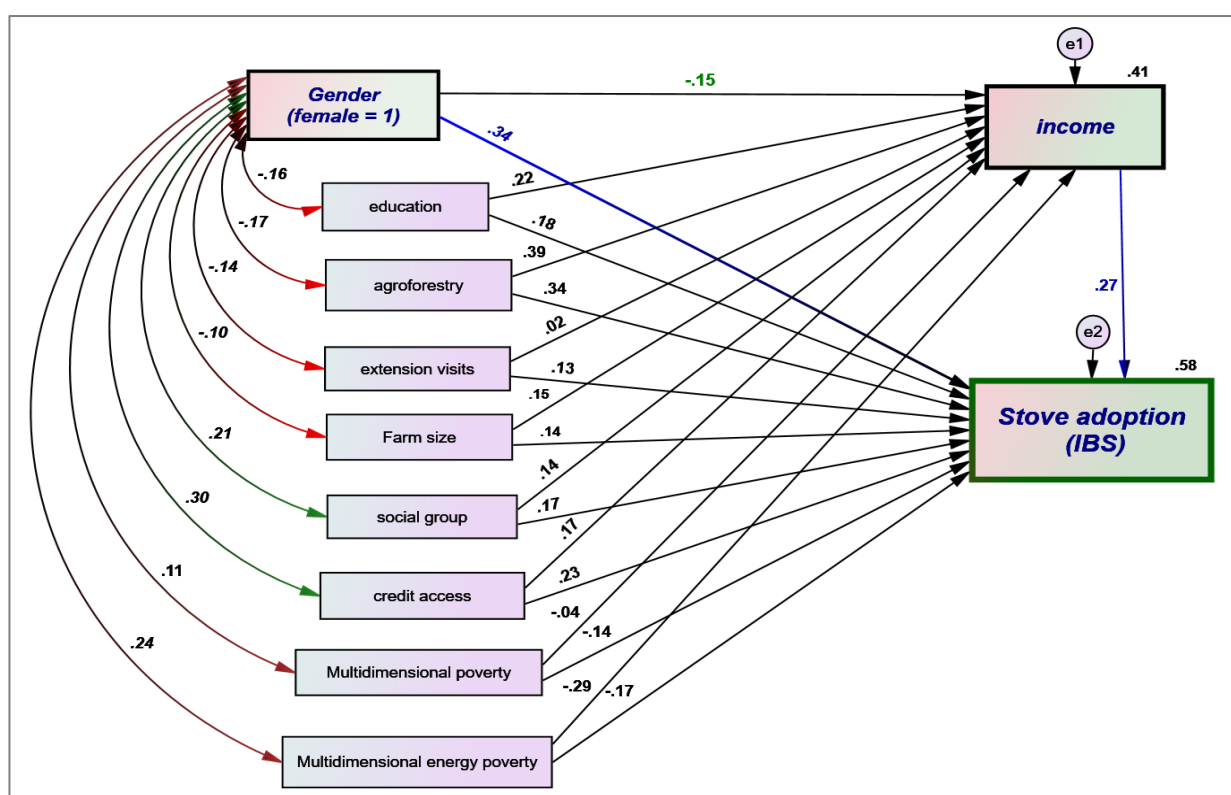 e1
.41
Gender
(female = 1)
-.15
income
.34
-.16
education
.22
.18
-.17
agroforestry
.39
.34
.27
-.14
extension visits
.02
.13
e2
.58
-.10
Farm size
.15
.14
Stove adoption
(IBS)
.21
social group
.14
.17
.30
credit access
.17
.23
.11
Multidimensional poverty
-.04
-.14
.24
Multidimensional energy poverty
-.29
-.17